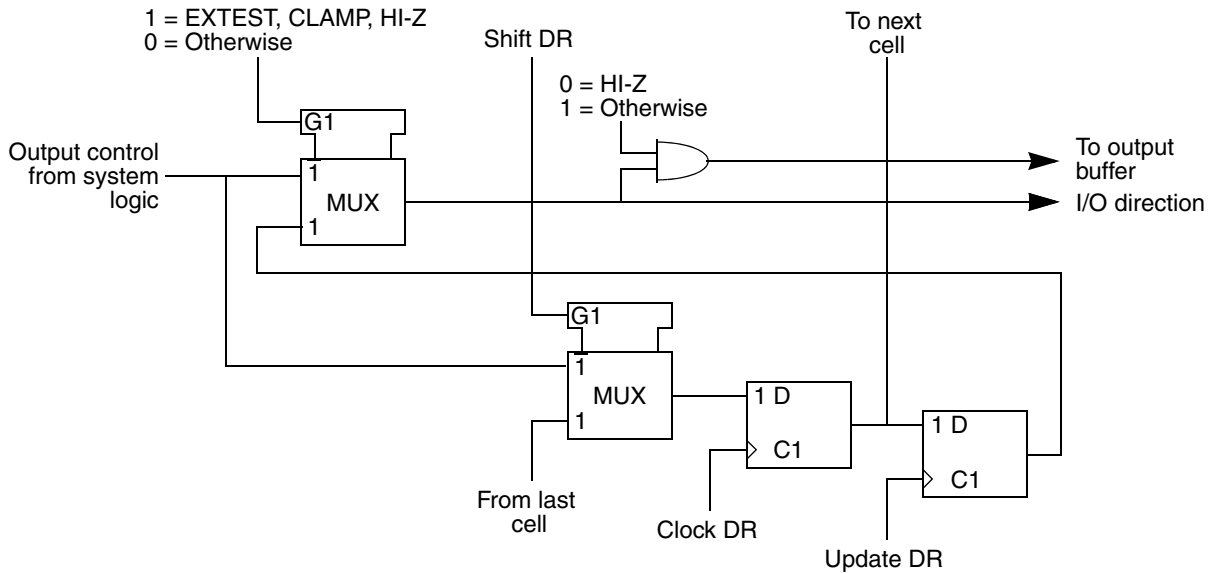 1 = EXTEST, CLAMP, HI-Z
0 = Otherwise
Shift DR
To next
cell
0 = HI-Z
1 = Otherwise
G1
Output control
from system
logic
1
MUX
1
To output
buffer
I/O direction
G1
1
MUX
1
1 D
C1
1 D
C1
From last
cell
Clock DR
Update DR